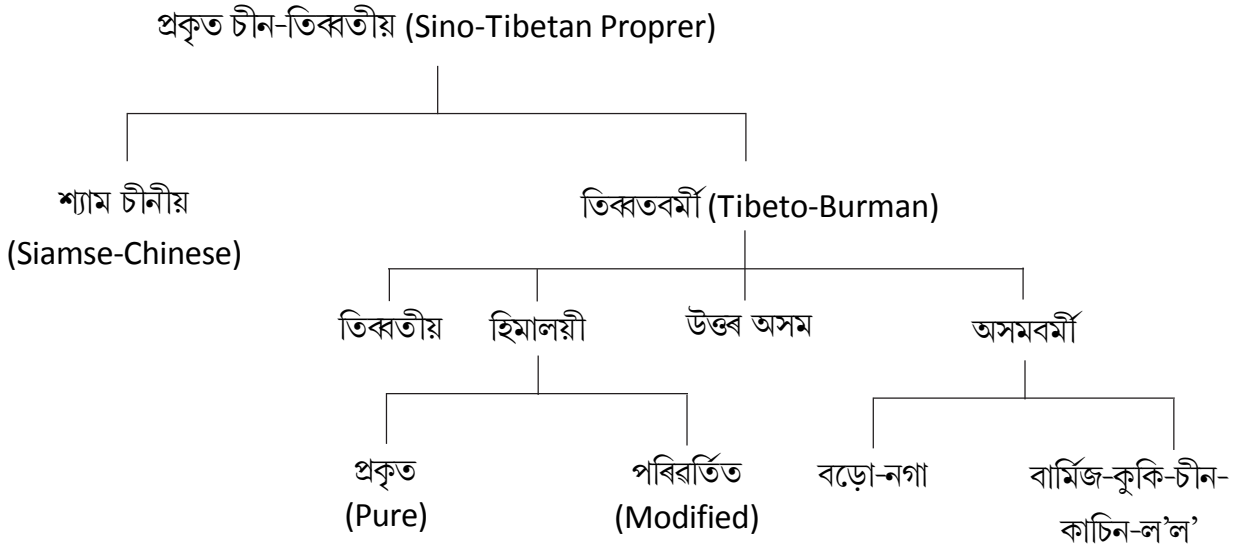 প্ৰকৃত চীন-তিব্বতীয় (Sino-Tibetan Proprer)
শ্যাম চীনীয়
(Siamse-Chinese)
তিব্বতবৰ্মী (Tibeto-Burman)
তিব্বতীয়
হিমালয়ী
উত্তৰ অসম
অসমবৰ্মী
প্ৰকৃত
(Pure)
পৰিৱৰ্তিত
(Modified)
বড়ো-নগা
বাৰ্মিজ-কুকি-চীন-
কাচিন-ল'ল'